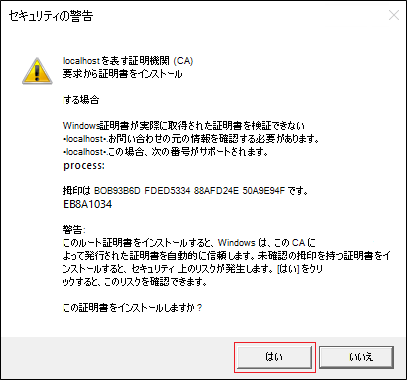 セキュリティの警告
localhostを表す証明機関 (CA)
要求から証明書をインストール
する場合
Windows証明書が実際に取得された証明書を検証できない
•localhost•.お問い合わせの元の情報を確認する必要があります。
•localhost•.この場合、次の番号がサポートされます。
process:
拇印は BOB93B6D FDED5334 88AFD24E 50A9E94F です。
EB8A1034
警告:
このルート証明書をインストールすると、Windows は、この CA に
よって発行された証明書を自動的に信頼します。未確認の拇印を持つ証明書をイ
ンストールすると、セキュリティ 上のリスクが発生します。[はい] をクリ
ックすると、このリスクを確認できます。
この証明書をインストールしますか ?
はい
いいえ